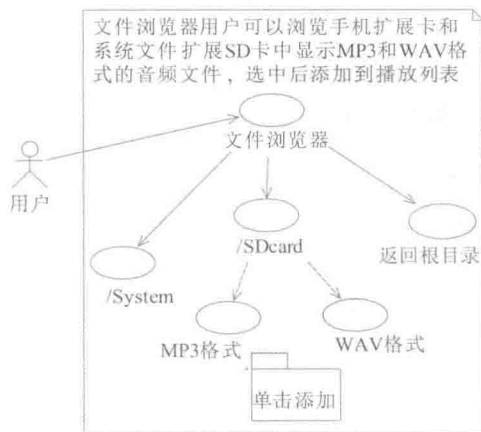 文件浏览器用户可以浏览手机扩展卡和
系统文件扩展SD卡中显示MP3和WAV格
式的音频文件，选中后添加到播放列表
文件浏览器
用户
/SDcard
返回根目录
/System
MP3格式
WAV格式
单击添加